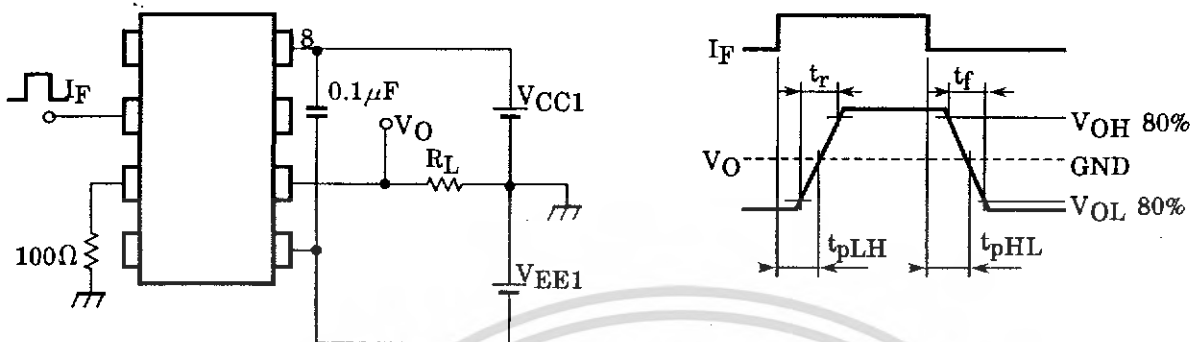 8
I_F
0.1μF
V_CC1
V_O
R_L
100Ω
V_EE1
I_F
t_r
t_f
V_OH 80%
V_O
GND
V_OL 80%
t_pLH
t_pHL